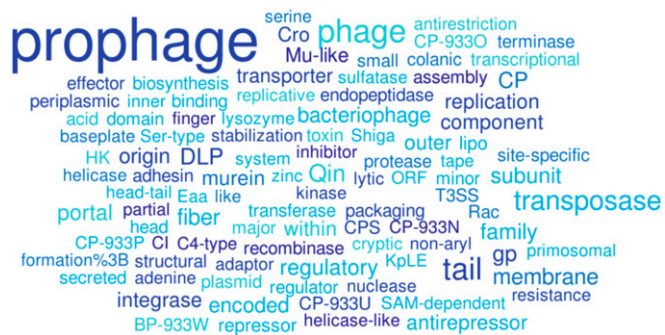 serine
prophage Cro phage antirestriction
CP-933O terminase
Mu-like small colanic transcriptional
effector biosynthesis transporter sulfatase assembly CP
periplasmic inner binding replicative endopeptidase replication
acid domain finger lysozyme bacteriophage component
baseplate Ser-type stabilization toxin Shiga outer lipo
HK origin DLP system inhibitor protease tape site-specific
helicase adhesin murein zinc Qin lytic ORF minor subunit
head-tail Eaa like kinase T3SS transposase
portal partial fiber transferase packaging Rac
head major within CPS CP-933N family
CP-933P CI C4-type recombinase cryptic non-aryl gp primosomal
formation%3B structural adaptor regulatory KpLE tail membrane
secreted adenine plasmid regulator nuclease resistance
integrase encoded CP-933U SAM-dependent
BP-933W repressor helicase-like antirepressor